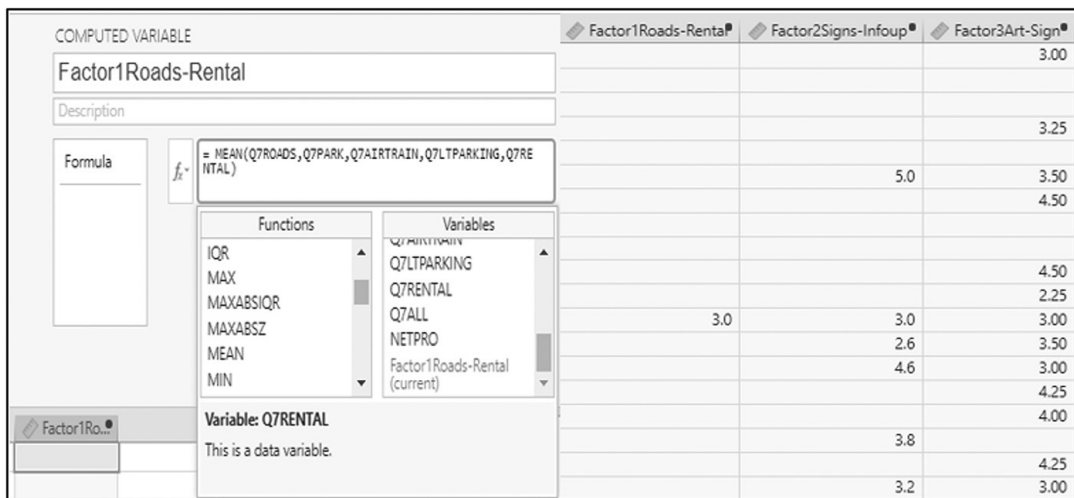 COMPUTED VARIABLE
Factor1Roads-Rental
Description
Formula
fx
= MEAN(Q7ROADS,Q7PARK,Q7AIRTRAIN,Q7LTPARKING,Q7RE
NTAL)
Functions
IQR
MAX
MAXABSIQR
MAXABSZ
MEAN
MIN
Variables
Q7AIRTRAIN
Q7LTPARKING
Q7RENTAL
Q7ALL
NETPRO
Factor1Roads-Rental
(current)
Variable: Q7RENTAL
This is a data variable.
Factor1Ro...
Factor1Roads-Rental Factor2Signs-Infoup Factor3Art-Sign
3.00
3.25
5.0 3.50
4.50
4.50
2.25
3.0 3.0 3.00
2.6 3.50
4.6 3.00
4.25
4.00
3.8
4.25
3.2 3.00